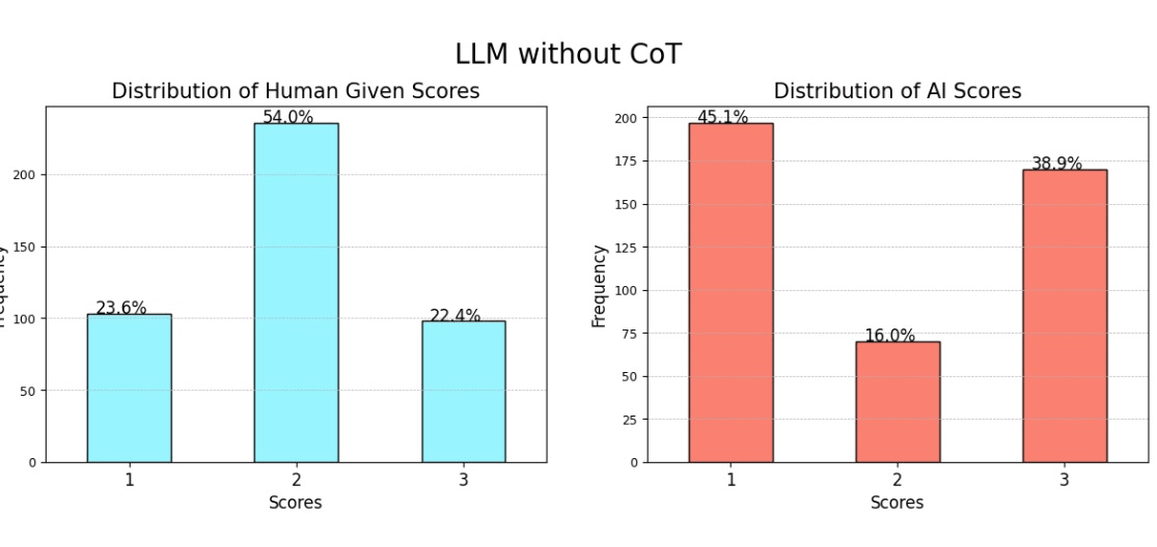 LLM without CoT
Distribution of Human Given Scores
54.0%
23.6%
22.4%
200
150
100
50
0
1 2 3
Scores
Distribution of AI Scores
45.1%
38.9%
16.0%
Frequency
200
175
150
125
100
75
50
25
0
1 2 3
Scores